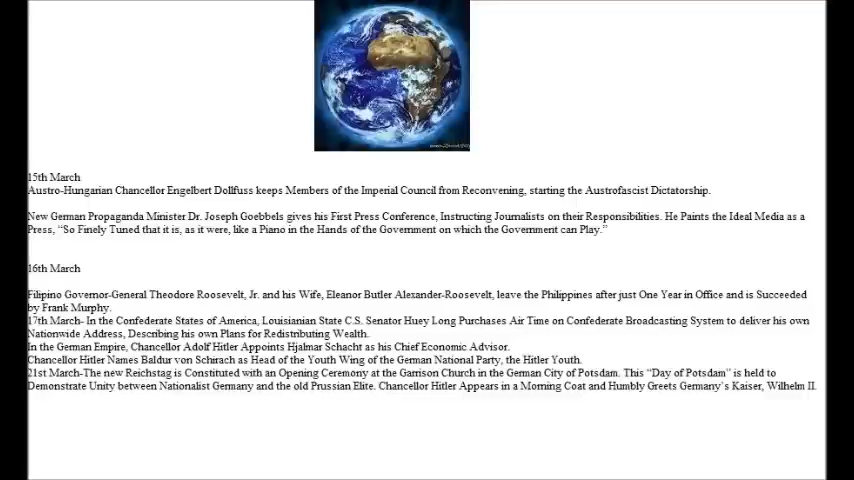 15th March
Austro-Hungarian Chancellor Engelbert Dollfuss keeps Members of the Imperial Council from Reconvening, starting the Austrofascist Dictatorship.
New German Propaganda Minister Dr. Joseph Goebbels gives his First Press Conference, Instructing Journalists on their Responsibilities. He Paints the Ideal Media as a
Press, “So Finely Tuned that it is, as it were, like a Piano in the Hands of the Government on which the Government can Play.”
16th March
Filipino Governor-General Theodore Roosevelt, Jr. and his Wife, Eleanor Butler Alexander-Roosevelt, leave the Philippines after just One Year in Office and is Succeeded
by Frank Murphy.
17th March- In the Confederate States of America, Louisianian State C.S. Senator Huey Long Purchases Air Time on Confederate Broadcasting System to deliver his own
Nationwide Address, Describing his own Plans for Redistributing Wealth.
In the German Empire, Chancellor Adolf Hitler Appoints Hjalmar Schacht as his Chief Economic Advisor.
Chancellor Hitler Names Baldur von Schirach as Head of the Youth Wing of the German National Party, the Hitler Youth.
21st March-The new Reichstag is Constituted with an Opening Ceremony at the Garrison Church in the German City of Potsdam. This “Day of Potsdam” is held to
Demonstrate Unity between Nationalist Germany and the old Prussian Elite. Chancellor Hitler Appears in a Morning Coat and Humbly Greets Germany’s Kaiser, Wilhelm II.